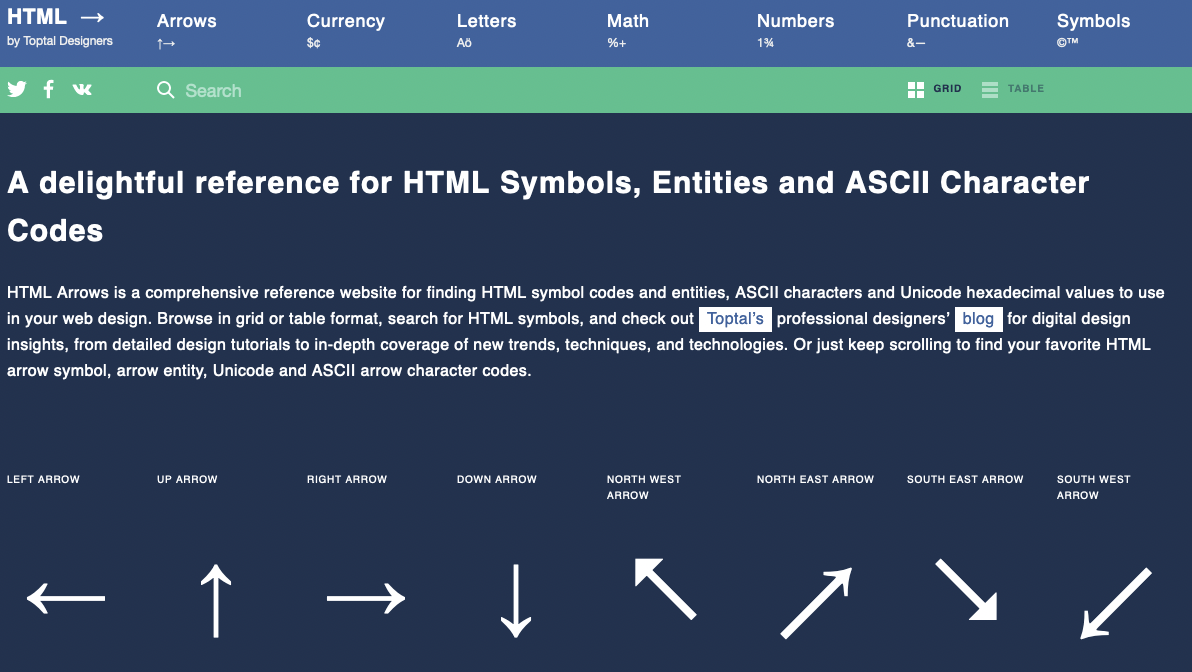 HTML →
by Toptal Designers
Arrows
↑→
Currency
$¢
Letters
Aö
Math
%+
Numbers
1¾
Punctuation
&—
Symbols
©™
Search
GRID
TABLE
A delightful reference for HTML Symbols, Entities and ASCII Character
Codes
HTML Arrows is a comprehensive reference website for finding HTML symbol codes and entities, ASCII characters and Unicode hexadecimal values to use
in your web design. Browse in grid or table format, search for HTML symbols, and check out Toptal’s professional designers’ blog for digital design
insights, from detailed design tutorials to in-depth coverage of new trends, techniques, and technologies. Or just keep scrolling to find your favorite HTML
arrow symbol, arrow entity, Unicode and ASCII arrow character codes.
LEFT ARROW
UP ARROW
RIGHT ARROW
DOWN ARROW
NORTH WEST
ARROW
NORTH EAST ARROW
SOUTH EAST ARROW
SOUTH WEST
ARROW
← ↑ → ↓ ↖ ↗ ↘ ↙